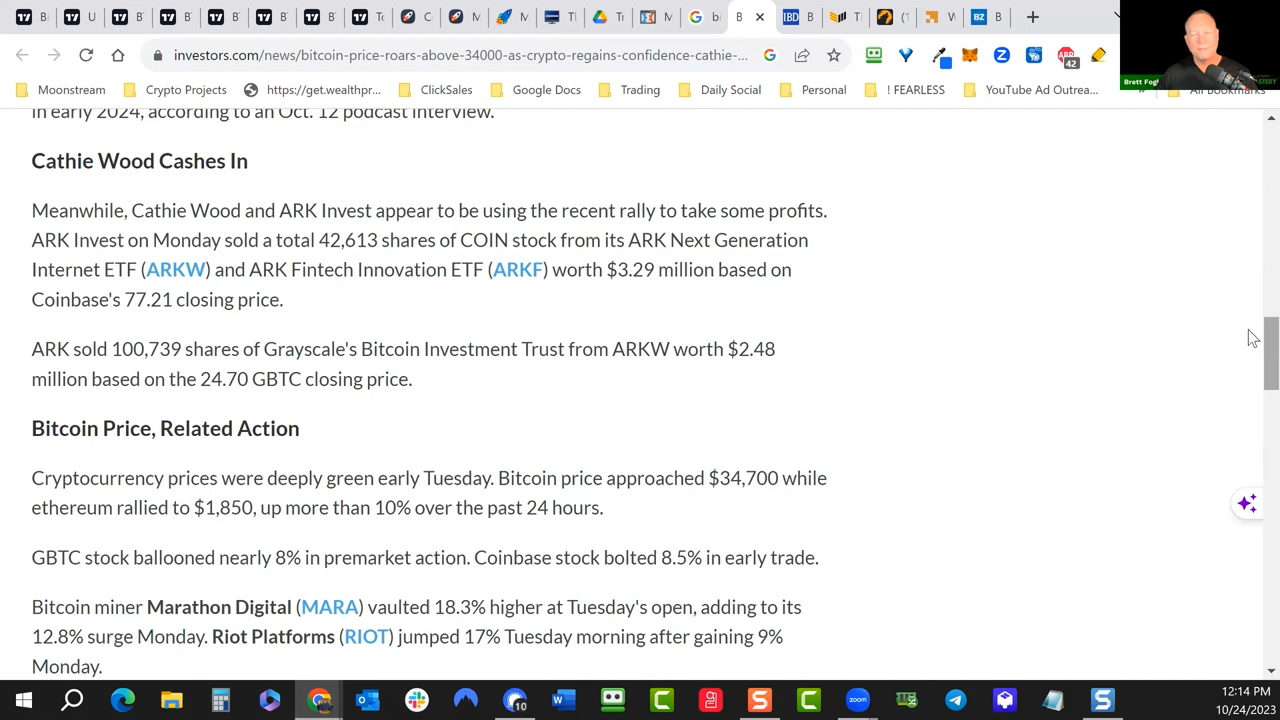 B
B'
B'
B'
B'
B
B'
To
C
M
M
Tl
Tr
M
b
B
B
T
(1
W
B
investors.com/news/bitcoin-price-roars-above-34000-as-crypto-regains-confidence-cathie-...
42
Brett Fogl
Moonstream
Crypto Projects
https://get.wealthpr...
ClickSales
Google Docs
Trading
Daily Social
Personal
! FEARLESS
YouTube Ad Outrea...
»
All Bookmarks
in early 2024, according to an Oct. 12 podcast interview.
Cathie Wood Cashes In
Meanwhile, Cathie Wood and ARK Invest appear to be using the recent rally to take some profits.
ARK Invest on Monday sold a total 42,613 shares of COIN stock from its ARK Next Generation
Internet ETF (ARKW) and ARK Fintech Innovation ETF (ARKF) worth $3.29 million based on
Coinbase's 77.21 closing price.
ARK sold 100,739 shares of Grayscale's Bitcoin Investment Trust from ARKW worth $2.48
million based on the 24.70 GBTC closing price.
Bitcoin Price, Related Action
Cryptocurrency prices were deeply green early Tuesday. Bitcoin price approached $34,700 while
ethereum rallied to $1,850, up more than 10% over the past 24 hours.
GBTC stock ballooned nearly 8% in premarket action. Coinbase stock bolted 8.5% in early trade.
Bitcoin miner Marathon Digital (MARA) vaulted 18.3% higher at Tuesday's open, adding to its
12.8% surge Monday. Riot Platforms (RIOT) jumped 17% Tuesday morning after gaining 9%
Monday.
10
zoom
12:14 PM
10/24/2023